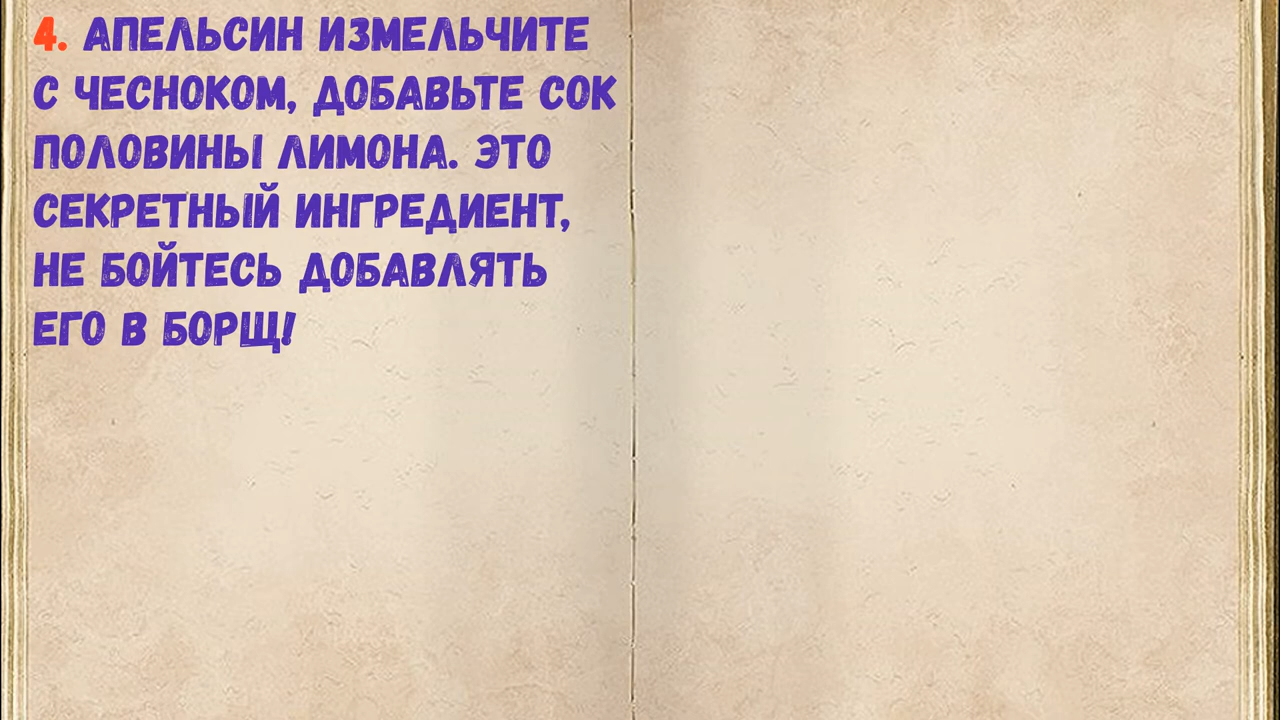 4. АПЕЛЬСИН ИЗМЕЛЬЧИТЕ
С ЧЕСНОКОМ, ДОБАВЬТЕ СОК
ПОЛОВИНЫ ЛИМОНА. ЭТО
СЕКРЕТНЫЙ ИНГРЕДИЕНТ,
НЕ БОЙТЕСЬ ДОБАВЛЯТЬ
ЕГО В БОРЩ!